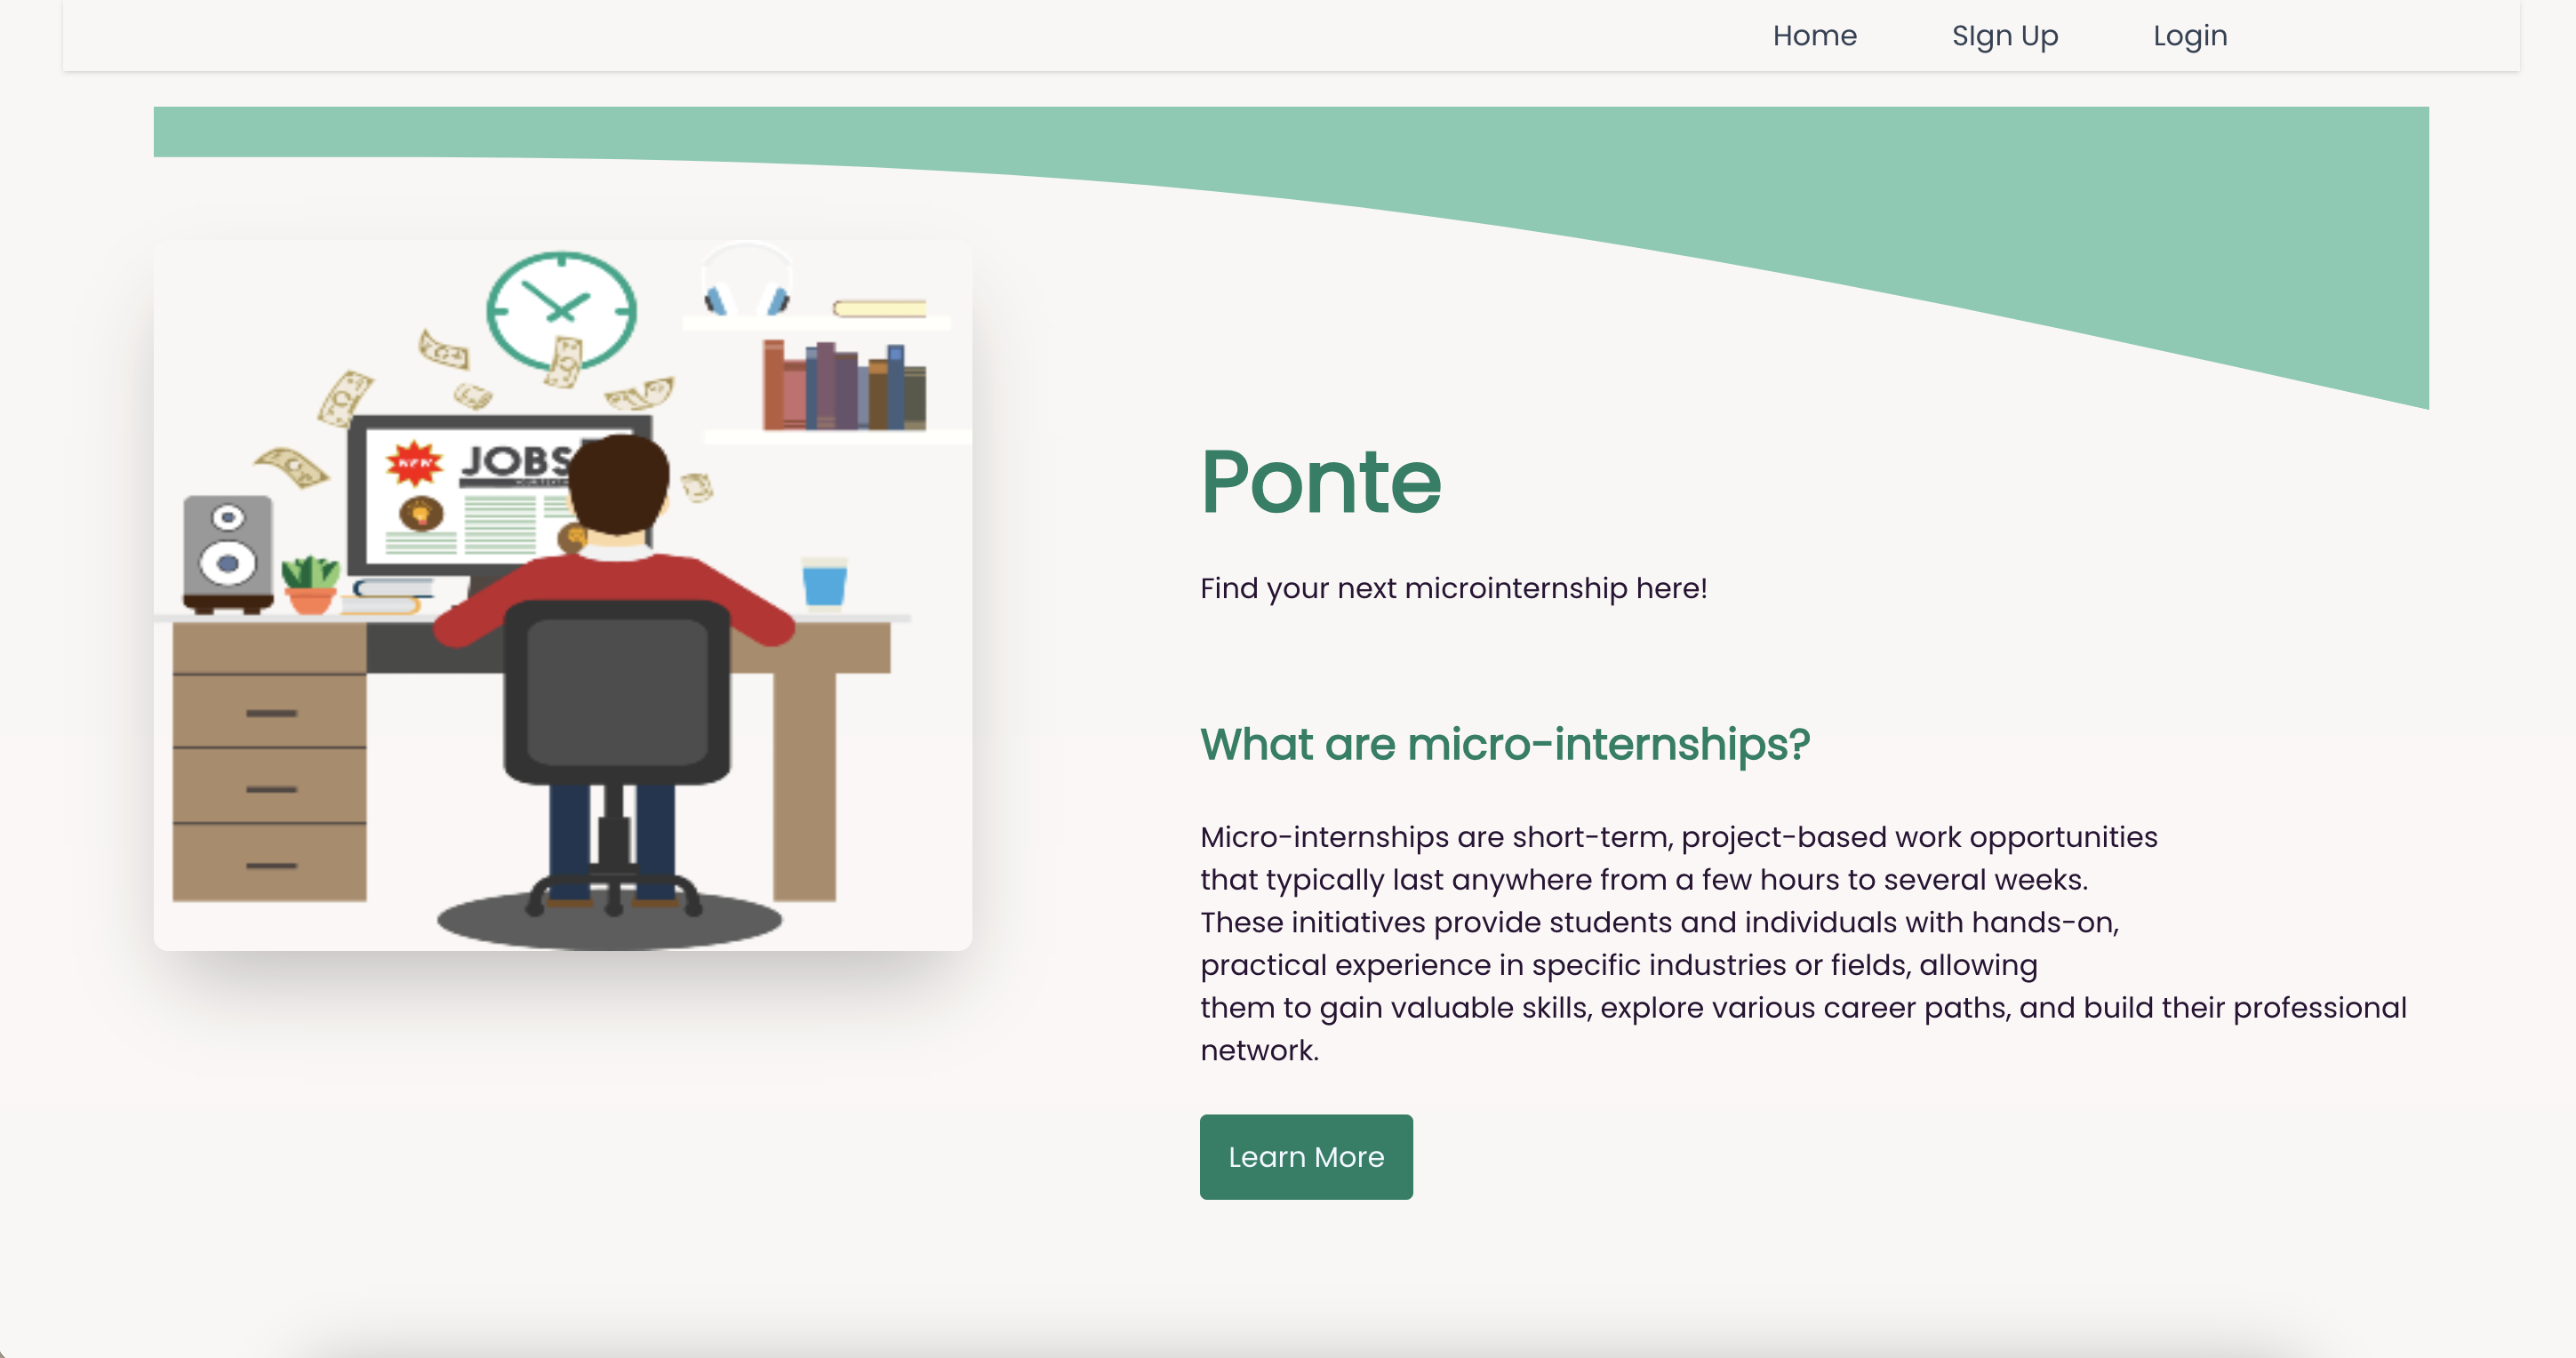 Home SIgn Up Login
NEW JOBS
Ponte
Find your next microinternship here!
What are micro-internships?
Micro-internships are short-term, project-based work opportunities
that typically last anywhere from a few hours to several weeks.
These initiatives provide students and individuals with hands-on,
practical experience in specific industries or fields, allowing
them to gain valuable skills, explore various career paths, and build their professional
network.
Learn More